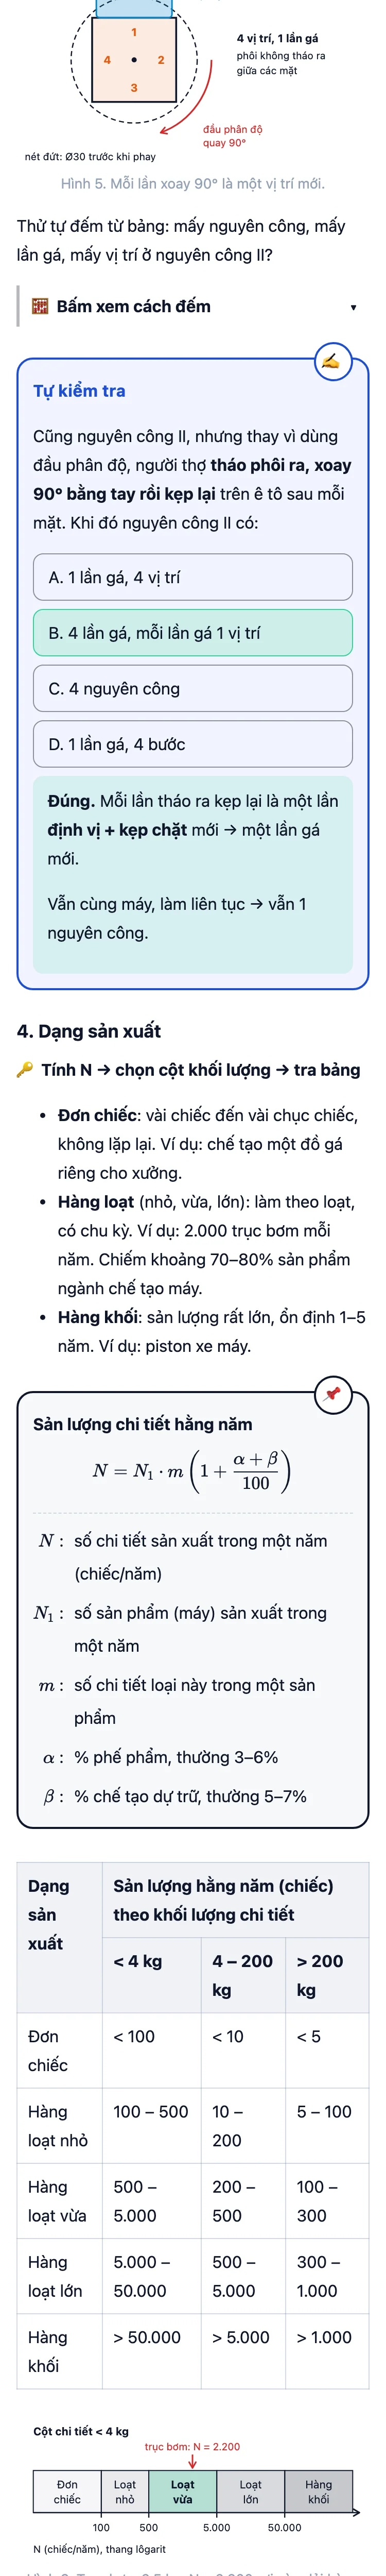 1
4
2
3
4 vị trí, 1 lần gá
phôi không tháo ra
giữa các mặt
đầu phân độ
quay 90°
nét đứt: Ø30 trước khi phay
Hình 5. Mỗi lần xoay 90° là một vị trí mới.
Thử tự đếm từ bảng: mấy nguyên công, mấy
lần gá, mấy vị trí ở nguyên công II?
Bấm xem cách đếm
Tự kiểm tra
Cũng nguyên công II, nhưng thay vì dùng
đầu phân độ, người thợ tháo phôi ra, xoay
90° bằng tay rồi kẹp lại trên ê tô sau mỗi
mặt. Khi đó nguyên công II có:
A. 1 lần gá, 4 vị trí
B. 4 lần gá, mỗi lần gá 1 vị trí
C. 4 nguyên công
D. 1 lần gá, 4 bước
Đúng. Mỗi lần tháo ra kẹp lại là một lần
định vị + kẹp chặt mới → một lần gá
mới.
Vẫn cùng máy, làm liên tục → vẫn 1
nguyên công.
4. Dạng sản xuất
Tính N → chọn cột khối lượng → tra bảng
• Đơn chiếc: vài chiếc đến vài chục chiếc,
không lặp lại. Ví dụ: chế tạo một đồ gá
riêng cho xưởng.
• Hàng loạt (nhỏ, vừa, lớn): làm theo loạt,
có chu kỳ. Ví dụ: 2.000 trục bơm mỗi
năm. Chiếm khoảng 70–80% sản phẩm
ngành chế tạo máy.
• Hàng khối: sản lượng rất lớn, ổn định 1–5
năm. Ví dụ: piston xe máy.
Sản lượng chi tiết hằng năm
N = N₁ · m (1 + (α + β)/100)
N : số chi tiết sản xuất trong một năm
(chiếc/năm)
N₁ : số sản phẩm (máy) sản xuất trong
một năm
m : số chi tiết loại này trong một sản
phẩm
α : % phế phẩm, thường 3–6%
β : % chế tạo dự trữ, thường 5–7%
Dạng sản xuất
Sản lượng hằng năm (chiếc)
theo khối lượng chi tiết
< 4 kg
4 – 200 kg
> 200 kg
Đơn chiếc
< 100
< 10
< 5
Hàng loạt nhỏ
100 – 500
10 – 200
5 – 100
Hàng loạt vừa
500 – 5.000
200 – 500
100 – 300
Hàng loạt lớn
5.000 – 50.000
500 – 5.000
300 – 1.000
Hàng khối
> 50.000
> 5.000
> 1.000
Cột chi tiết < 4 kg
trục bơm: N = 2.200
Đơn chiếc
Loạt nhỏ
Loạt vừa
Loạt lớn
Hàng khối
100
500
5.000
50.000
N (chiếc/năm), thang lôgarit